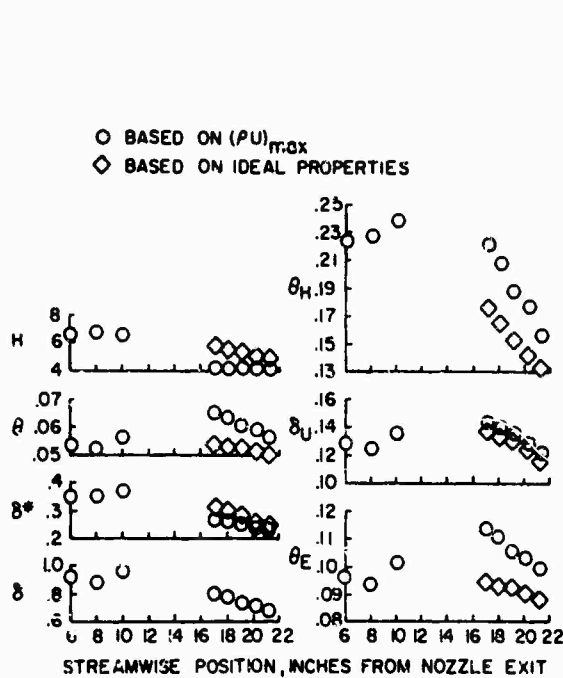 ○ BASED ON (ρU)max
◇ BASED ON IDEAL PROPERTIES
H
8
6
4
θ
.07
.06
.05
δ*
.4
.3
.2
δ
1.0
.8
.6
6 8 10 12 14 16 18 20 22
θH
.25
.23
.21
.19
.17
.15
.13
δU
.16
.14
.12
.10
θE
.12
.11
.10
.09
.08
6 8 10 12 14 16 18 20 22
STREAMWISE POSITION, INCHES FROM NOZZLE EXIT